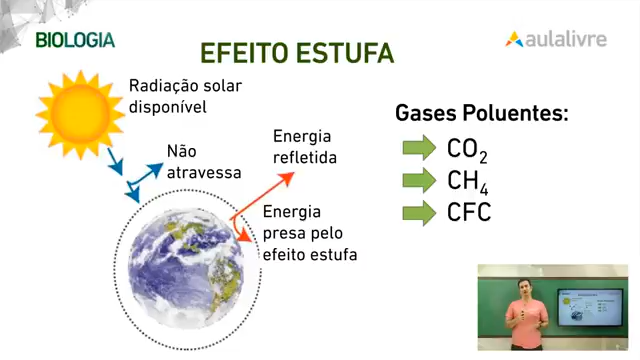 BIOLOGIA
aulalivre
EFEITO ESTUFA
Radiação solar
disponível
Não
atravessa
Energia
refletida
Energia
presa pelo
efeito estufa
Gases Poluentes:
CO₂
CH₄
CFC